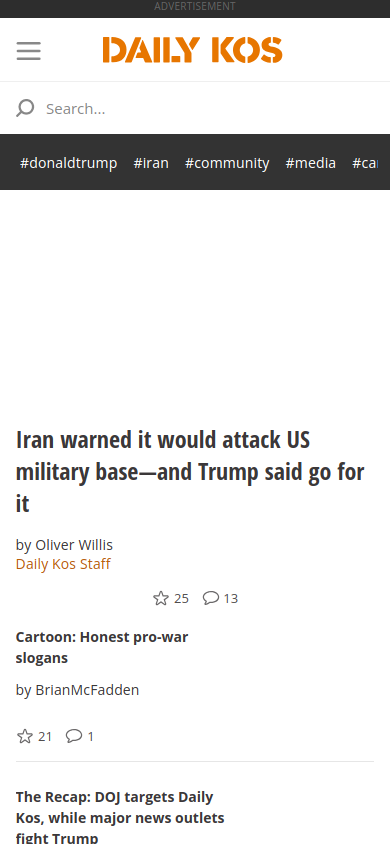 ADVERTISEMENT
DAILY KOS
Search...
#donaldtrump #iran #community #media #ca
Iran warned it would attack US
military base—and Trump said go for
it
by Oliver Willis
Daily Kos Staff
25 13
Cartoon: Honest pro-war
slogans
by BrianMcFadden
21 1
The Recap: DOJ targets Daily
Kos, while major news outlets
fight Trump